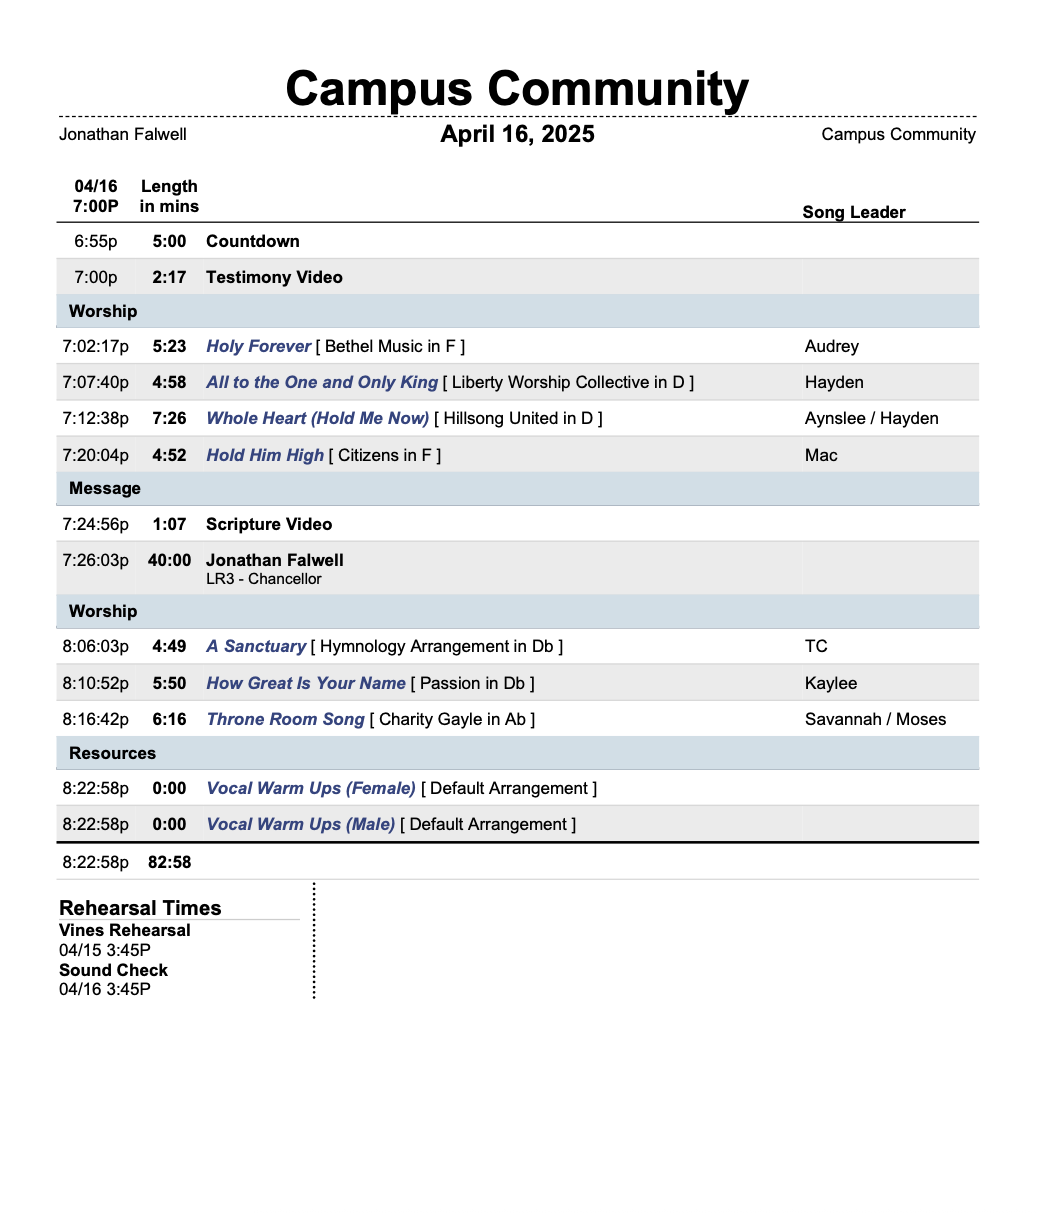 Campus Community
Jonathan Falwell April 16, 2025 Campus Community
04/16 Length
7:00P in mins Song Leader
6:55p 5:00 Countdown
7:00p 2:17 Testimony Video
Worship
7:02:17p 5:23 Holy Forever [ Bethel Music in F ] Audrey
7:07:40p 4:58 All to the One and Only King [ Liberty Worship Collective in D ] Hayden
7:12:38p 7:26 Whole Heart (Hold Me Now) [ Hillsong United in D ] Aynslee / Hayden
7:20:04p 4:52 Hold Him High [ Citizens in F ] Mac
Message
7:24:56p 1:07 Scripture Video
7:26:03p 40:00 Jonathan Falwell
LR3 - Chancellor
Worship
8:06:03p 4:49 A Sanctuary [ Hymnology Arrangement in Db ] TC
8:10:52p 5:50 How Great Is Your Name [ Passion in Db ] Kaylee
8:16:42p 6:16 Throne Room Song [ Charity Gayle in Ab ] Savannah / Moses
Resources
8:22:58p 0:00 Vocal Warm Ups (Female) [ Default Arrangement ]
8:22:58p 0:00 Vocal Warm Ups (Male) [ Default Arrangement ]
8:22:58p 82:58
Rehearsal Times
Vines Rehearsal
04/15 3:45P
Sound Check
04/16 3:45P